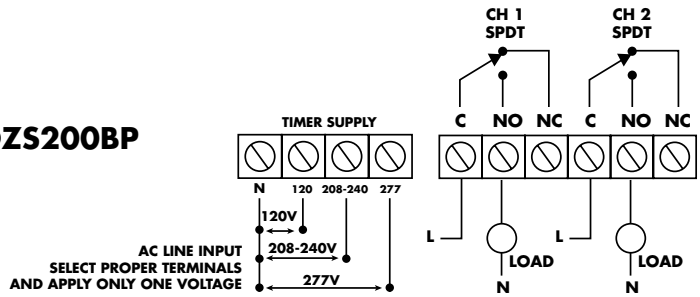 CH 1 CH 2
SPDT SPDT
C NO NC C NO NC
ZS200BP
TIMER SUPPLY
N 120 208-240 277
120V
AC LINE INPUT 208-240V
SELECT PROPER TERMINALS
AND APPLY ONLY ONE VOLTAGE 277V
L L
LOAD LOAD
N N